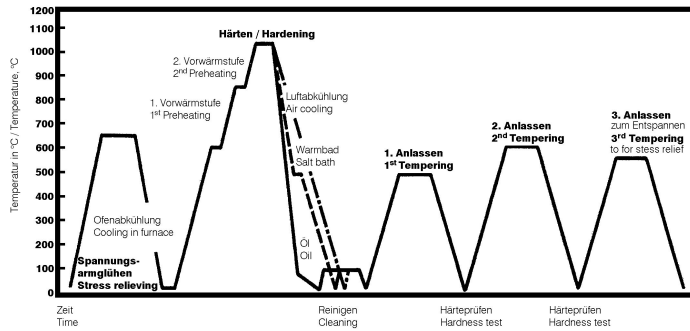 Temperatur in °C / Temperature, °C
1200
1100
1000
900
800
700
600
500
400
300
200
100
0
Härten / Hardening
2. Vorwärmstufe
2nd Preheating
1. Vorwärmstufe
1st Preheating
Luftabkühlung
Air cooling
Warmbad
Salt bath
Öl
Oil
Ofenabkühlung
Cooling in furnace
Spannungs-
armglühen
Stress relieving
1. Anlassen
1st Tempering
2. Anlassen
2nd Tempering
3. Anlassen
zum Entspannen
3rd Tempering
to for stess relief
Zeit
Time
Reinigen
Cleaning
Härteprüfen
Hardness test
Härteprüfen
Hardness test